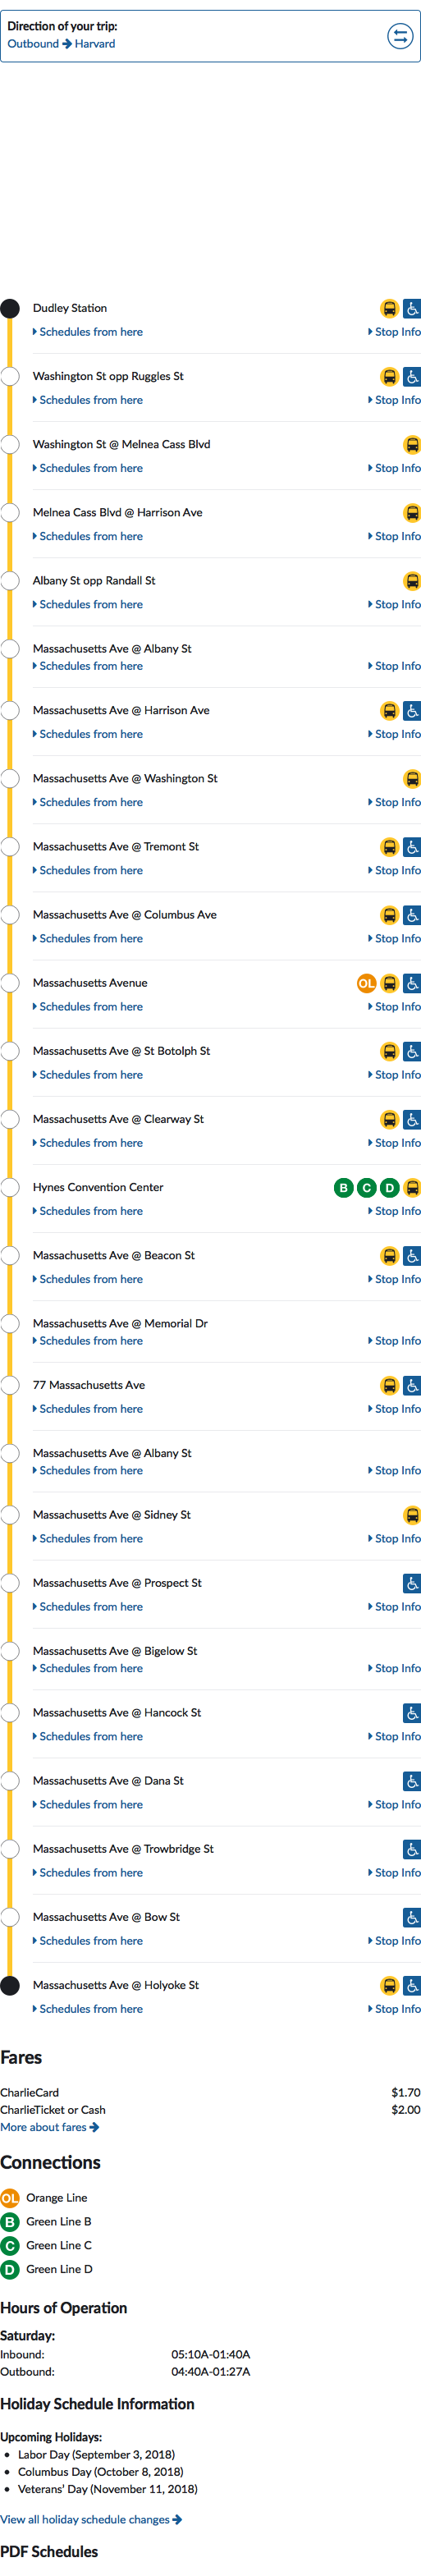 Direction of your trip:
Outbound → Harvard
Dudley Station
Schedules from here Stop Info
Washington St opp Ruggles St
Schedules from here Stop Info
Washington St @ Melnea Cass Blvd
Schedules from here Stop Info
Melnea Cass Blvd @ Harrison Ave
Schedules from here Stop Info
Albany St opp Randall St
Schedules from here Stop Info
Massachusetts Ave @ Albany St
Schedules from here Stop Info
Massachusetts Ave @ Harrison Ave
Schedules from here Stop Info
Massachusetts Ave @ Washington St
Schedules from here Stop Info
Massachusetts Ave @ Tremont St
Schedules from here Stop Info
Massachusetts Ave @ Columbus Ave
Schedules from here Stop Info
Massachusetts Avenue OL
Schedules from here Stop Info
Massachusetts Ave @ St Botolph St
Schedules from here Stop Info
Massachusetts Ave @ Clearway St
Schedules from here Stop Info
Hynes Convention Center B C D
Schedules from here Stop Info
Massachusetts Ave @ Beacon St
Schedules from here Stop Info
Massachusetts Ave @ Memorial Dr
Schedules from here Stop Info
77 Massachusetts Ave
Schedules from here Stop Info
Massachusetts Ave @ Albany St
Schedules from here Stop Info
Massachusetts Ave @ Sidney St
Schedules from here Stop Info
Massachusetts Ave @ Prospect St
Schedules from here Stop Info
Massachusetts Ave @ Bigelow St
Schedules from here Stop Info
Massachusetts Ave @ Hancock St
Schedules from here Stop Info
Massachusetts Ave @ Dana St
Schedules from here Stop Info
Massachusetts Ave @ Trowbridge St
Schedules from here Stop Info
Massachusetts Ave @ Bow St
Schedules from here Stop Info
Massachusetts Ave @ Holyoke St
Schedules from here Stop Info
Fares
CharlieCard $1.70
CharlieTicket or Cash $2.00
More about fares →
Connections
OL Orange Line
B Green Line B
C Green Line C
D Green Line D
Hours of Operation
Saturday:
Inbound: 05:10A-01:40A
Outbound: 04:40A-01:27A
Holiday Schedule Information
Upcoming Holidays:
• Labor Day (September 3, 2018)
• Columbus Day (October 8, 2018)
• Veterans' Day (November 11, 2018)
View all holiday schedule changes →
PDF Schedules